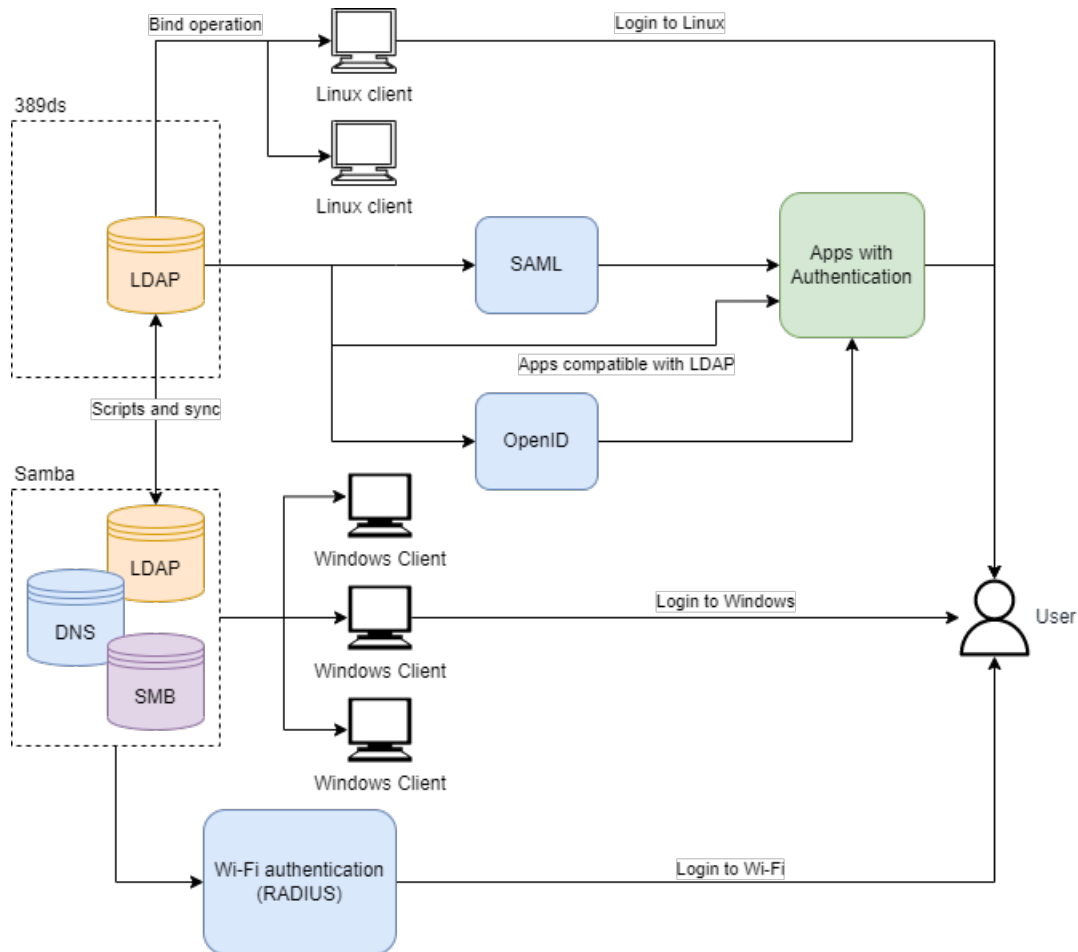 Bind operation
Login to Linux
Linux client
389ds
Linux client
LDAP
SAML
Apps with
Authentication
Apps compatible with LDAP
Scripts and sync
OpenID
Samba
LDAP
Windows Client
DNS
Login to Windows
User
Windows Client
SMB
Windows Client
Wi-Fi authentication
(RADIUS)
Login to Wi-Fi